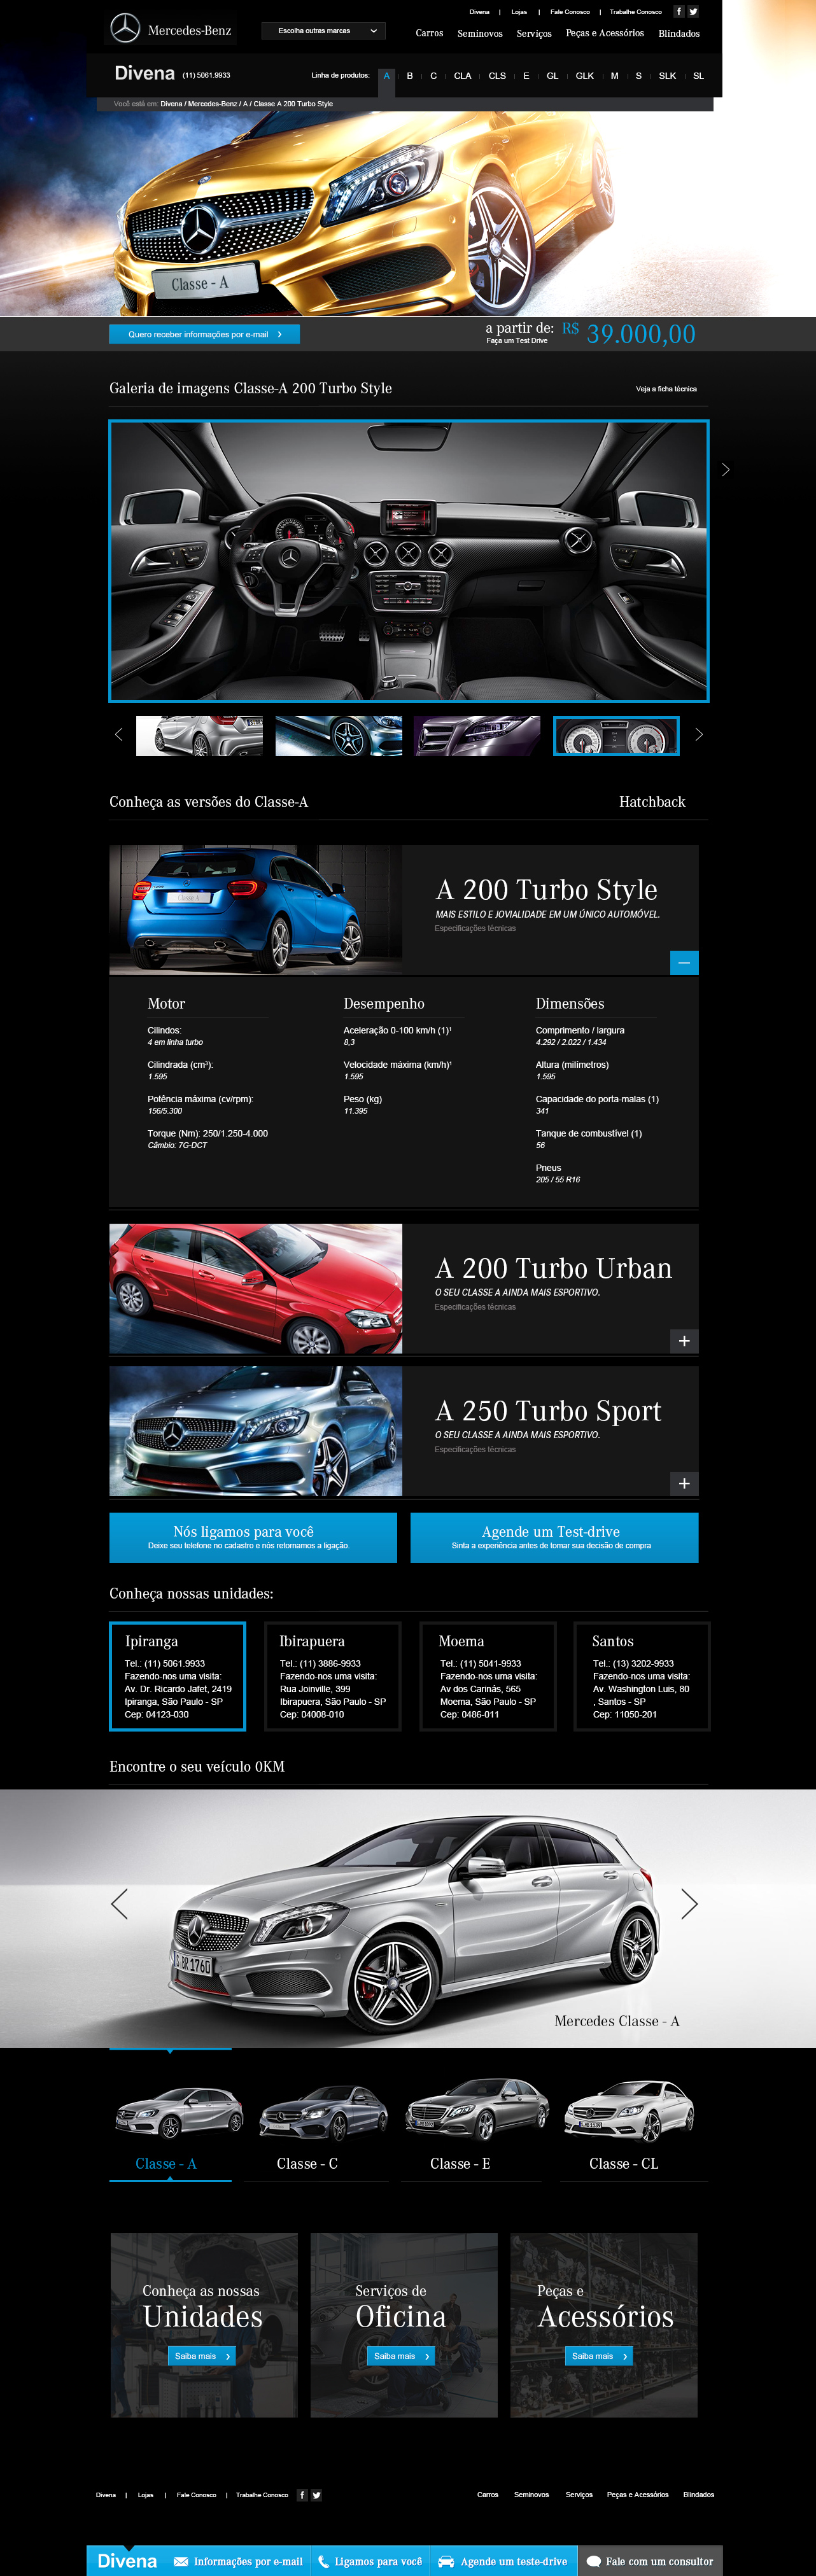 Divena | Lojas | Fale Conosco | Trabalhe Conosco
Mercedes-Benz
Escolha outras marcas
Carros Seminovos Serviços Peças e Acessórios Blindados
Divena (11) 5061.9933
Linha de produtos: A | B | C | CLA | CLS | E | GL | GLK | M | S | SLK | SL
Você está em: Divena / Mercedes-Benz / A / Classe A 200 Turbo Style
Classe - A
Quero receber informações por e-mail
a partir de: R$ 39.000,00
Faça um Test Drive
Galeria de imagens Classe-A 200 Turbo Style
Veja a ficha técnica
Conheça as versões do Classe-A
Hatchback
Classe A
A 200 Turbo Style
MAIS ESTILO E JOVIALIDADE EM UM ÚNICO AUTOMÓVEL.
Especificações técnicas
Motor
Cilindos:
4 em linha turbo
Cilindrada (cm³):
1.595
Potência máxima (cv/rpm):
156/5.300
Torque (Nm): 250/1.250-4.000
Câmbio: 7G-DCT
Desempenho
Aceleração 0-100 km/h (1)¹
8,3
Velocidade máxima (km/h)¹
1.595
Peso (kg)
11.395
Dimensões
Comprimento / largura
4.292 / 2.022 / 1.434
Altura (milímetros)
1.595
Capacidade do porta-malas (1)
341
Tanque de combustível (1)
56
Pneus
205 / 55 R16
A 200 Turbo Urban
O SEU CLASSE A AINDA MAIS ESPORTIVO.
Especificações técnicas
A 250 Turbo Sport
O SEU CLASSE A AINDA MAIS ESPORTIVO.
Especificações técnicas
Nós ligamos para você
Deixe seu telefone no cadastro e nós retornamos a ligação.
Agende um Test-drive
Sinta a experiência antes de tomar sua decisão de compra
Conheça nossas unidades:
Ipiranga
Tel.: (11) 5061.9933
Fazendo-nos uma visita:
Av. Dr. Ricardo Jafet, 2419
Ipiranga, São Paulo - SP
Cep: 04123-030
Ibirapuera
Tel.: (11) 3886-9933
Fazendo-nos uma visita:
Rua Joinville, 399
Ibirapuera, São Paulo - SP
Cep: 04008-010
Moema
Tel.: (11) 5041-9933
Fazendo-nos uma visita:
Av dos Carinás, 565
Moema, São Paulo - SP
Cep: 0486-011
Santos
Tel.: (13) 3202-9933
Fazendo-nos uma visita:
Av. Washington Luis, 80
, Santos - SP
Cep: 11050-201
Encontre o seu veículo 0KM
S BR 1760
Mercedes Classe - A
Classe - A
Classe - C
Classe - E
Classe - CL
Conheça as nossas
Unidades
Saiba mais
Serviços de
Oficina
Saiba mais
Peças e
Acessórios
Saiba mais
Divena | Lojas | Fale Conosco | Trabalhe Conosco
Carros Seminovos Serviços Peças e Acessórios Blindados
Divena
Informações por e-mail
Ligamos para você
Agende um teste-drive
Fale com um consultor